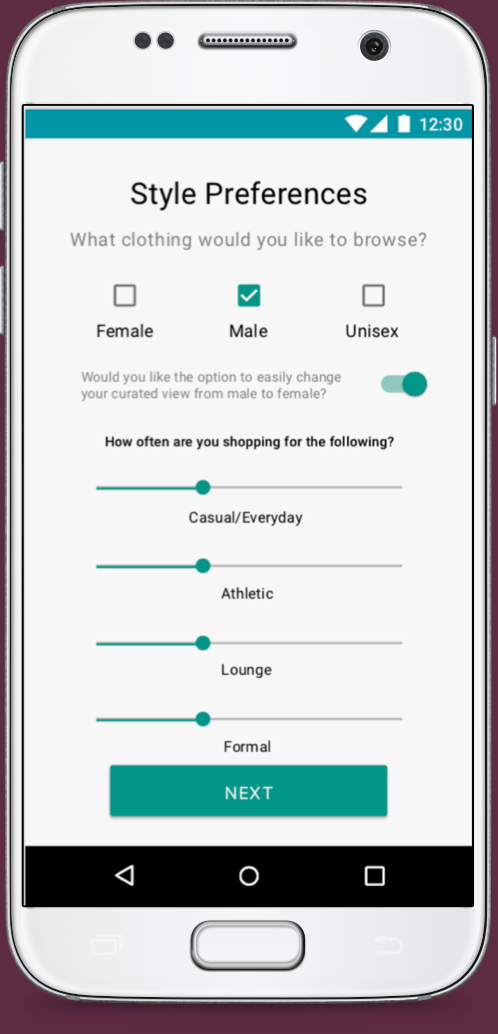 12:30
Style Preferences
What clothing would you like to browse?
Female Male Unisex
Would you like the option to easily change
your curated view from male to female?
How often are you shopping for the following?
Casual/Everyday
Athletic
Lounge
Formal
NEXT